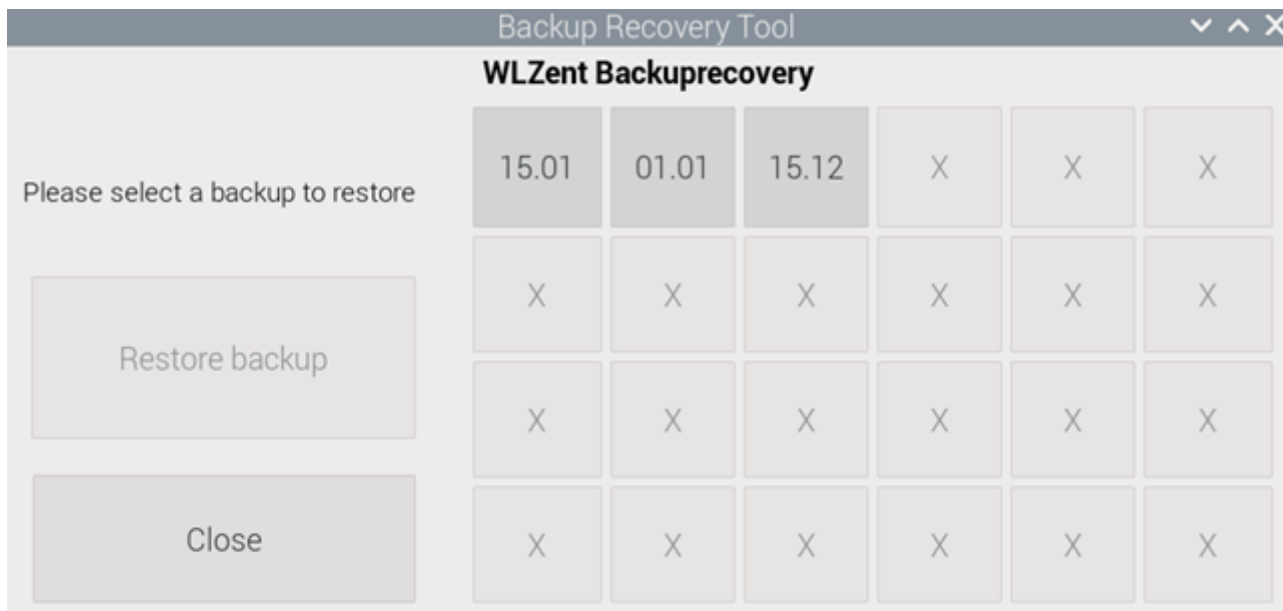 Backup Recovery Tool
WLZent Backuprecovery
Please select a backup to restore
Restore backup
Close
15.01 01.01 15.12 X X X
X X X X X X
X X X X X X
X X X X X X